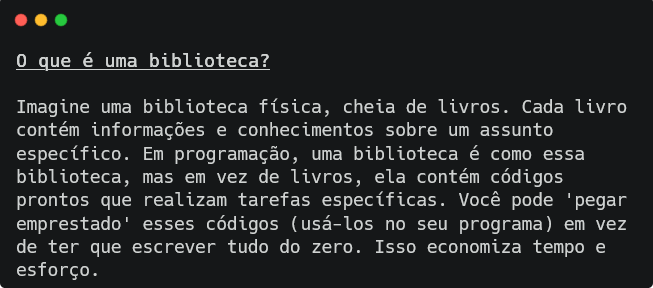 O que é uma biblioteca?
Imagine uma biblioteca física, cheia de livros. Cada livro
contém informações e conhecimentos sobre um assunto
específico. Em programação, uma biblioteca é como essa
biblioteca, mas em vez de livros, ela contém códigos
prontos que realizam tarefas específicas. Você pode 'pegar
emprestado' esses códigos (usá-los no seu programa) em vez
de ter que escrever tudo do zero. Isso economiza tempo e
esforço.